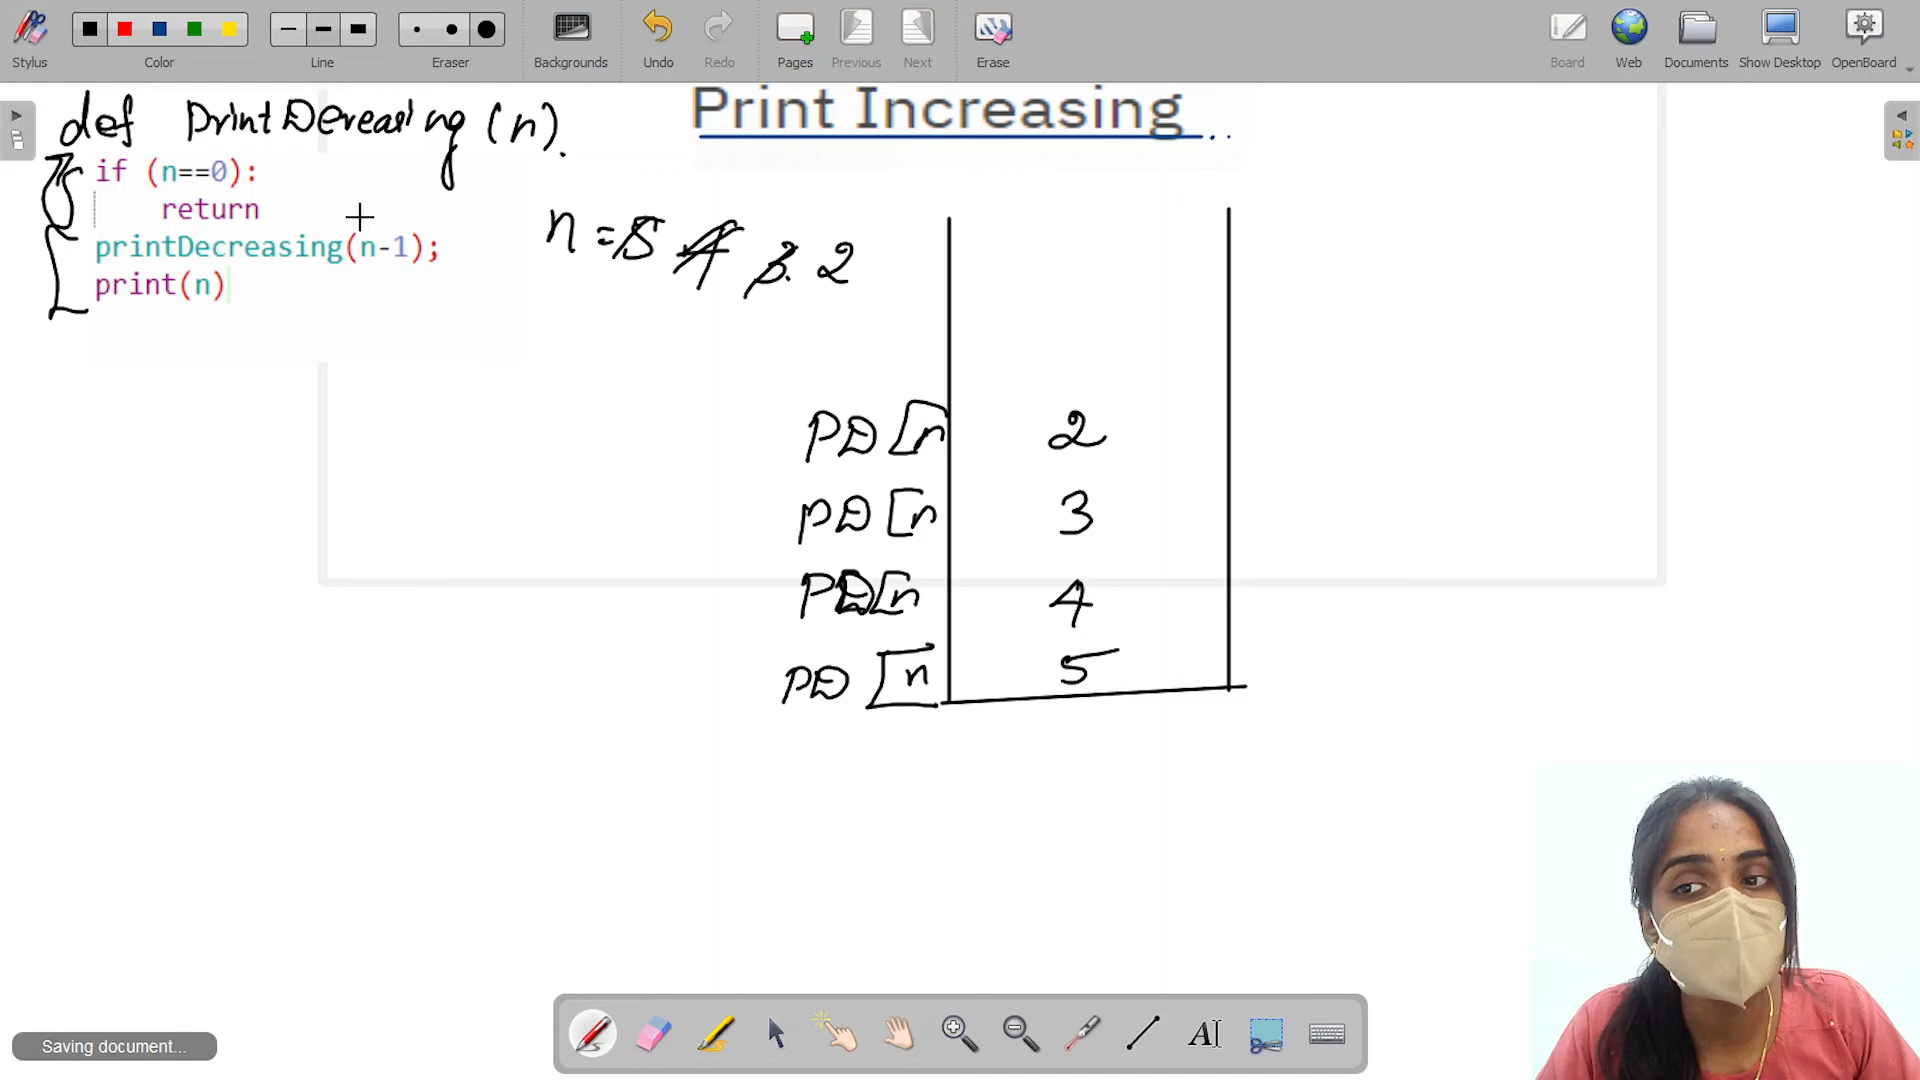 Stylus
Color
Line
Eraser
Backgrounds
Undo
Redo
Pages
Previous
Next
Erase
Board
Web
Documents
Show Desktop
OpenBoard
Print Increasing
def PrintDecreasing (n).
if (n==0):
return
printDecreasing(n-1);
print(n)
n = 5 4 3. 2
PD [n 2
PD [n 3
PD [n 4
PD [n 5
Saving document...